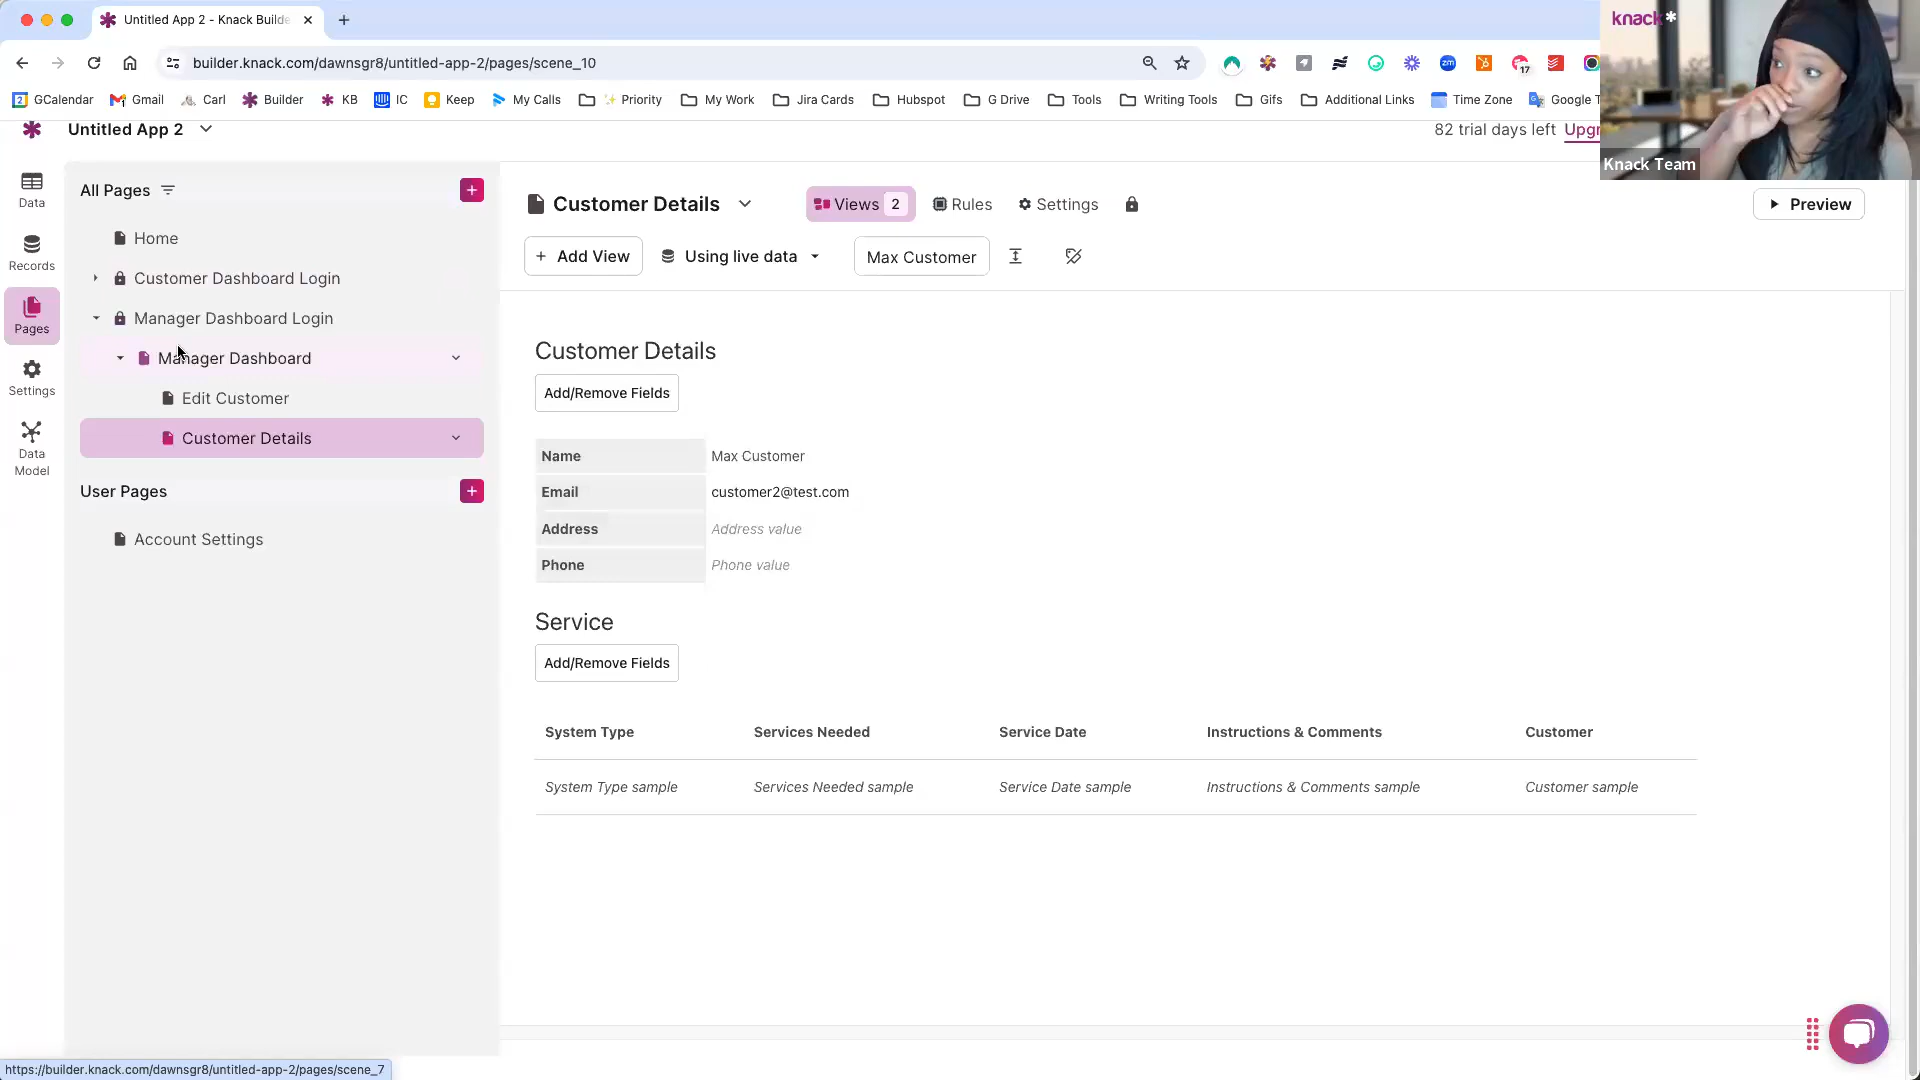 Untitled App 2 - Knack Builde
builder.knack.com/dawnsgr8/untitled-app-2/pages/scene_10
17
GCalendar
Gmail
Carl
Builder
KB
IC
Keep
My Calls
Priority
My Work
Jira Cards
Hubspot
G Drive
Tools
Writing Tools
Gifs
Additional Links
Time Zone
Google T
knack*
Knack Team
Untitled App 2
82 trial days left
Upgr
Data
Records
Pages
Settings
Data
Model
All Pages
Home
Customer Dashboard Login
Manager Dashboard Login
Manager Dashboard
Edit Customer
Customer Details
User Pages
Account Settings
Customer Details
Views 2
Rules
Settings
Preview
+ Add View
Using live data
Max Customer
Customer Details
Add/Remove Fields
Name Max Customer
Email customer2@test.com
Address Address value
Phone Phone value
Service
Add/Remove Fields
System Type Services Needed Service Date Instructions & Comments Customer
System Type sample Services Needed sample Service Date sample Instructions & Comments sample Customer sample
https://builder.knack.com/dawnsgr8/untitled-app-2/pages/scene_7